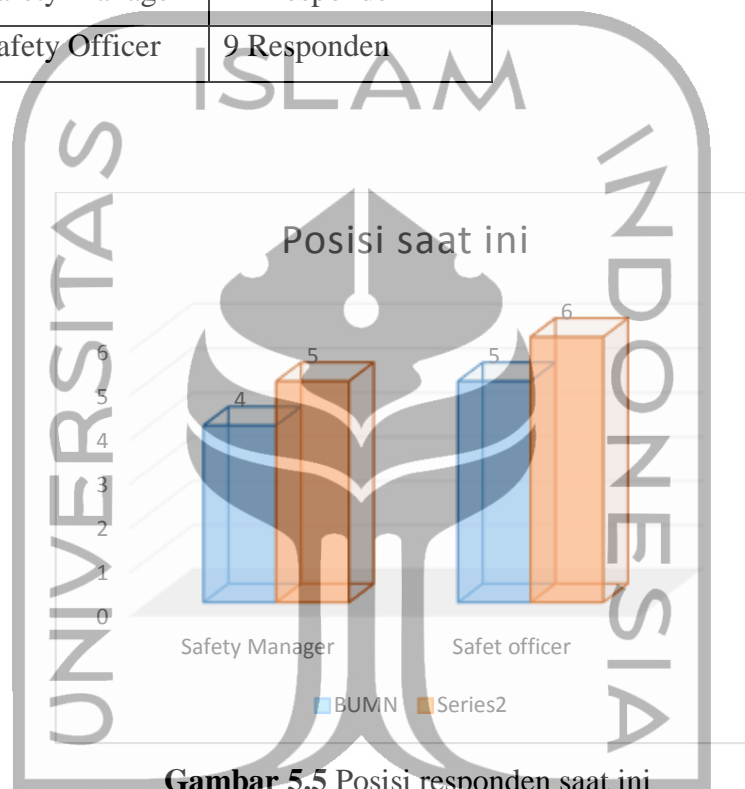 Safety Officer 9 Responden
ISLAM
UNIVERSITAS
INDONESIA
Posisi saat ini
6
5
4
3
2
1
0
4
5
5
6
Safety Manager Safet officer
BUMN Series2
Gambar 5.5 Posisi responden saat ini